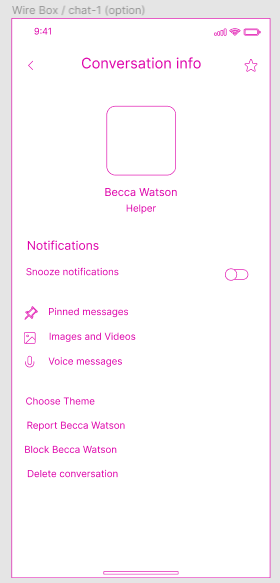 Wire Box / chat-1 (option)
9:41
Conversation info
Becca Watson
Helper
Notifications
Snooze notifications
Pinned messages
Images and Videos
Voice messages
Choose Theme
Report Becca Watson
Block Becca Watson
Delete conversation